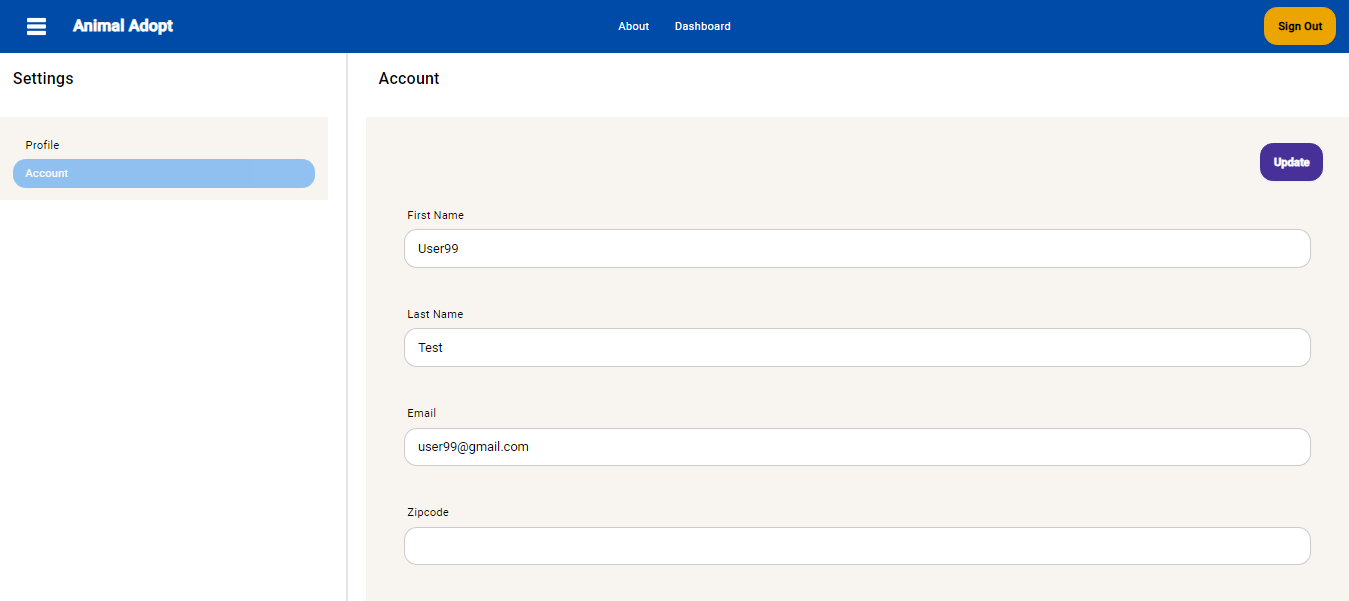 Animal Adopt
About
Dashboard
Sign Out
Settings
Profile
Account
Account
Update
First Name
User99
Last Name
Test
Email
user99@gmail.com
Zipcode